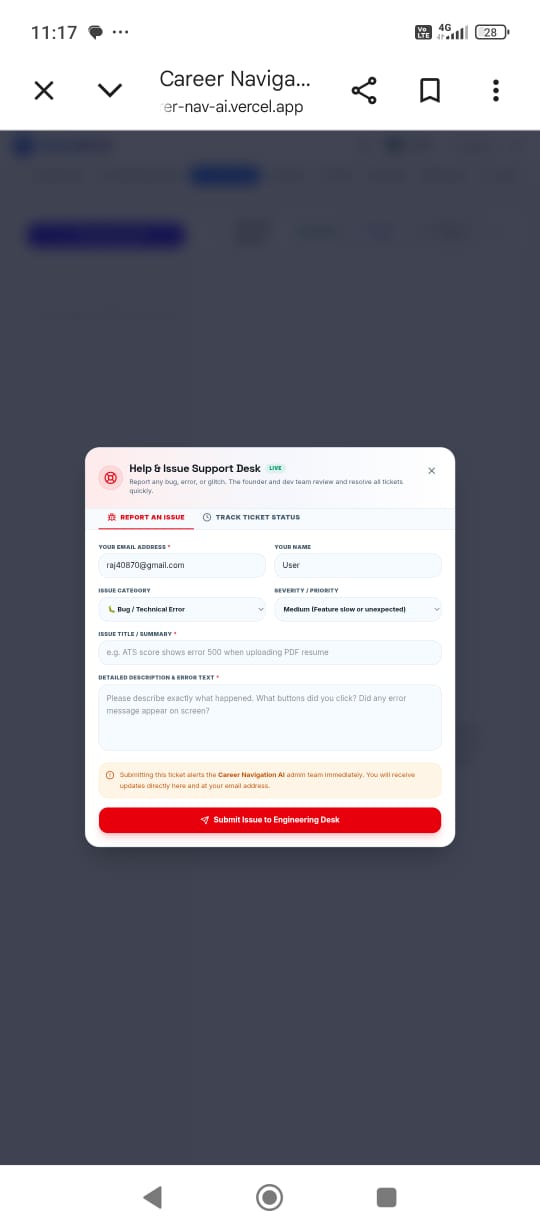 11:17
Vo LTE 4G 28
Career Naviga...
er-nav-ai.vercel.app
Help & Issue Support Desk LIVE
Report any bug, error, or glitch. The founder and dev team review and resolve all tickets
quickly.
REPORT AN ISSUE TRACK TICKET STATUS
YOUR EMAIL ADDRESS * YOUR NAME
raj40870@gmail.com User
ISSUE CATEGORY SEVERITY / PRIORITY
Bug / Technical Error Medium (Feature slow or unexpected)
ISSUE TITLE / SUMMARY *
e.g. ATS score shows error 500 when uploading PDF resume
DETAILED DESCRIPTION & ERROR TEXT *
Please describe exactly what happened. What buttons did you click? Did any error
message appear on screen?
Submitting this ticket alerts the Career Navigation AI admin team immediately. You will receive
updates directly here and at your email address.
Submit Issue to Engineering Desk